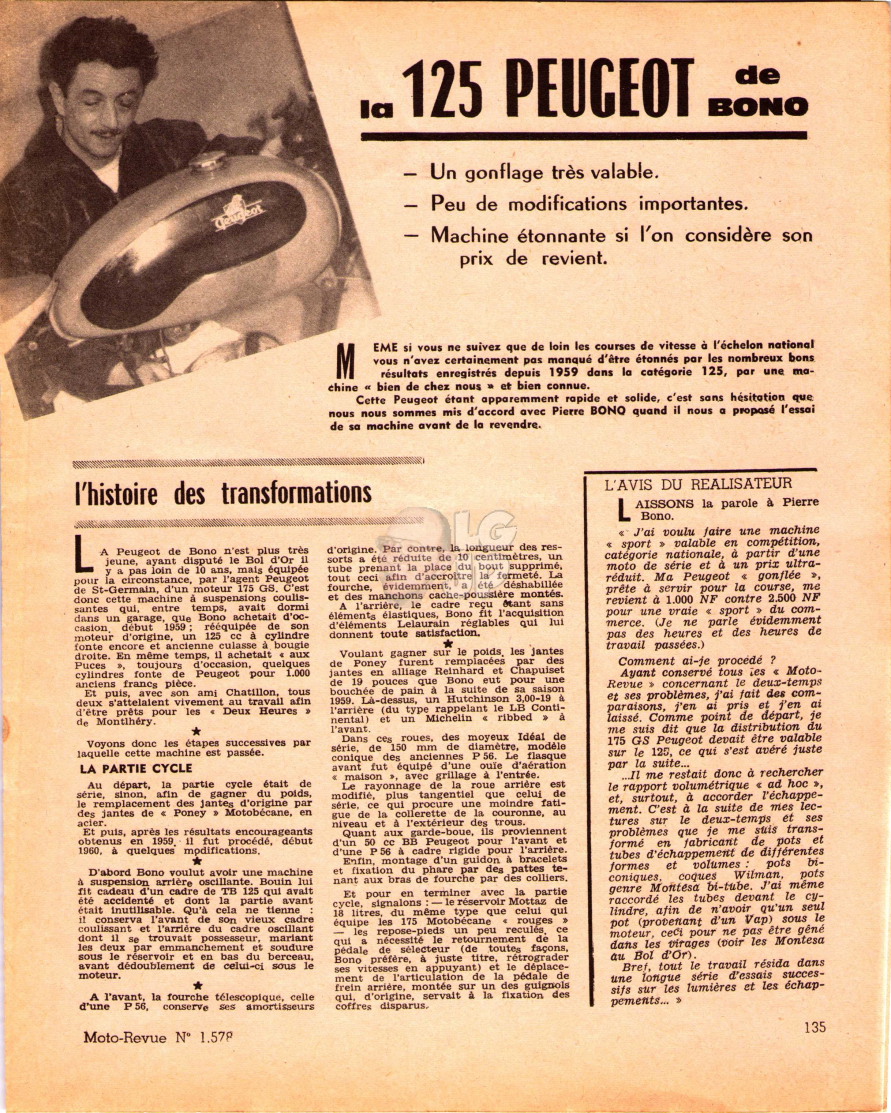 la 125 PEUGEOT de BONO
Peugeot
— Un gonflage très valable.
— Peu de modifications importantes.
— Machine étonnante si l'on considère son
prix de revient.
MEME si vous ne suivez que de loin les courses de vitesse à l'échelon national
vous n'avez certainement pas manqué d'être étonnés par les nombreux bons
résultats enregistrés depuis 1959 dans la catégorie 125, par une ma-
chine « bien de chez nous » et bien connue.
Cette Peugeot étant apparemment rapide et solide, c'est sans hésitation que
nous nous sommes mis d'accord avec Pierre BONO quand il nous a proposé l'essai
de sa machine avant de la revendre.
l'histoire des transformations
LA Peugeot de Bono n'est plus très
jeune, ayant disputé le Bol d'Or il
y a pas loin de 10 ans, mais équipée
pour la circonstance, par l'agent Peugeot
de St-Germain, d'un moteur 175 GS. C'est
donc cette machine à suspensions coulis-
santes qui, entre temps, avait dormi
dans un garage, que Bono achetait d'oc-
casion début 1959 ; rééquipée de son
moteur d'origine, un 125 cc à cylindre
fonte encore et ancienne culasse à bougie
droite. En même temps, il achetait « aux
Puces », toujours d'occasion, quelques
cylindres fonte de Peugeot pour 1.000
anciens francs pièce.
Et puis, avec son ami Chatillon, tous
deux s'attelaient vivement au travail afin
d'être prêts pour les « Deux Heures »
de Montlhéry.
★
Voyons donc les étapes successives par
laquelle cette machine est passée.
LA PARTIE CYCLE
Au départ, la partie cycle était de
série, sinon, afin de gagner du poids,
le remplacement des jantes d'origine par
des jantes de « Poney » Motobécane, en
acier.
Et puis, après les résultats encourageants
obtenus en 1959, il fut procédé, début
1960, à quelques modifications.
★
D'abord Bono voulut avoir une machine
à suspension arrière oscillante. Bouin lui
fit cadeau d'un cadre de TB 125 qui avait
été accidenté et dont la partie avant
était inutilisable. Qu'à cela ne tienne :
il conserva l'avant de son vieux cadre
coulissant et l'arrière du cadre oscillant
dont il se trouvait possesseur, mariant
les deux par emmanchement et soudure
sous le réservoir et en bas du berceau,
avant dédoublement de celui-ci sous le
moteur.
★
A l'avant, la fourche télescopique, celle
d'une P 56, conserve ses amortisseurs
d'origine. Par contre, la longueur des res-
sorts a été réduite de 10 centimètres, un
tube prenant la place du bout supprimé,
tout ceci afin d'accroître la fermeté. La
fourche, évidemment, a été déshabillée
et des manchons cache-poussière montés.
A l'arrière, le cadre reçu étant sans
éléments élastiques, Bono fit l'acquisition
d'éléments Lelaurain réglables qui lui
donnent toute satisfaction.
★
Voulant gagner sur le poids, les jantes
de Poney furent remplacées par des
jantes en alliage Reinhard et Chapuiset
de 19 pouces que Bono eut pour une
bouchée de pain à la suite de sa saison
1959. Là-dessus, un Hutchinson 3,00-19 à
l'arrière (du type rappelant le LB Conti-
nental) et un Michelin « ribbed » à
l'avant.
Dans ces roues, des moyeux Idéal de
série, de 150 mm de diamètre, modèle
conique des anciennes P 56. Le flasque
avant fut équipé d'une ouïe d'aération
« maison », avec grillage à l'entrée.
Le rayonnage de la roue arrière est
modifié, plus tangentiel que celui de
série, ce qui procure une moindre fati-
gue de la collerette de la couronne, au
niveau et à l'extérieur des trous.
Quant aux garde-boue, ils proviennent
d'un 50 cc BB Peugeot pour l'avant et
d'une P 56 à cadre rigide pour l'arrière.
Enfin, montage d'un guidon à bracelets
et fixation du phare par des pattes te-
nant aux bras de fourche par des colliers.
Et pour en terminer avec la partie
cycle, signalons : — le réservoir Mottaz de
18 litres, du même type que celui qui
équipe les 175 Motobécane « rouges »
— les repose-pieds un peu reculés, ce
qui a nécessité le retournement de la
pédale de sélecteur (de toutes façons,
Bono préfère, à juste titre, rétrograder
ses vitesses en appuyant) et le déplace-
ment de l'articulation de la pédale de
frein arrière, montée sur un des guignols
qui, d'origine, servait à la fixation des
coffres disparus.
L'AVIS DU REALISATEUR
LAISSONS la parole à Pierre
Bono.
« J'ai voulu faire une machine
« sport » valable en compétition,
catégorie nationale, à partir d'une
moto de série et à un prix ultra-
réduit. Ma Peugeot « gonflée »,
prête à servir pour la course, me
revient à 1.000 NF contre 2.500 NF
pour une vraie « sport » du com-
merce. (Je ne parle évidemment
pas des heures et des heures de
travail passées.)
Comment ai-je procédé ?
Ayant conservé tous les « Moto-
Revue » concernant le deux-temps
et ses problèmes, j'ai fait des com-
paraisons, j'en ai pris et j'en ai
laissé. Comme point de départ, je
me suis dit que la distribution du
175 GS Peugeot devait être valable
sur le 125, ce qui s'est avéré juste
par la suite...
...Il me restait donc à rechercher
le rapport volumétrique « ad hoc »,
et, surtout, à accorder l'échappe-
ment. C'est à la suite de mes lec-
tures sur le deux-temps et ses
problèmes que je me suis trans-
formé en fabricant de pots et
tubes d'échappement de différentes
formes et volumes : pots bi-
coniques, coques Wilman, pots
genre Montesa bi-tube. J'ai même
raccordé les tubes devant le cy-
lindre, afin de n'avoir qu'un seul
pot (provenant d'un Vap) sous le
moteur, ceci pour ne pas être gêné
dans les virages (voir les Montesa
au Bol d'Or).
Bref, tout le travail résida dans
une longue série d'essais succes-
sifs sur les lumières et les échap-
pements... »
Moto-Revue N° 1.578
135
LG